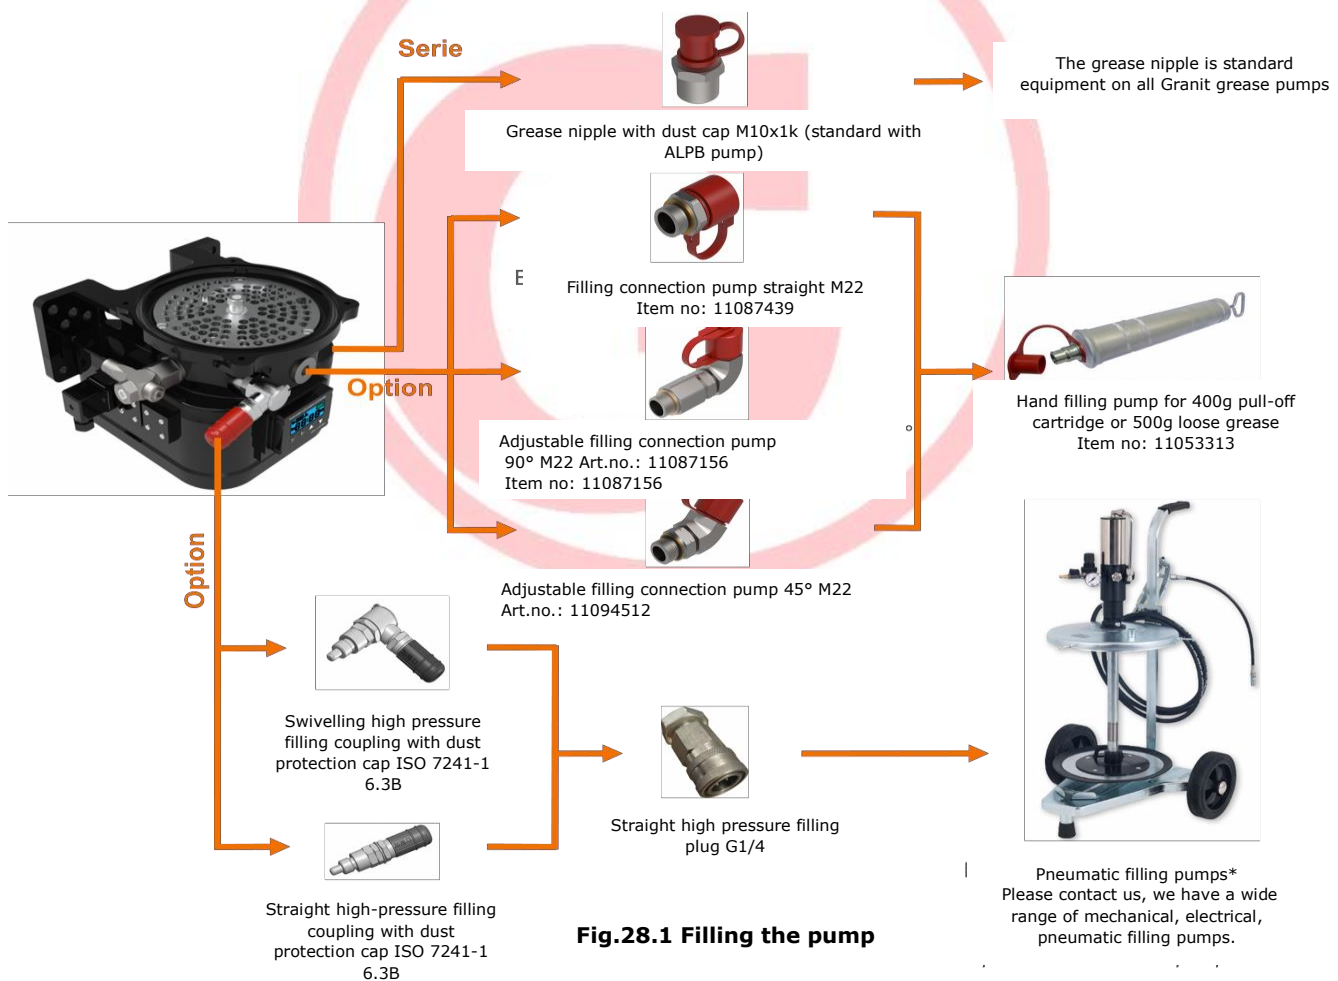 Serie
The grease nipple is standard
equipment on all Granit grease pumps
Grease nipple with dust cap M10x1k (standard with
ALPB pump)
E
Filling connection pump straight M22
Item no: 11087439
Option
Hand filling pump for 400g pull-off
cartridge or 500g loose grease
Item no: 11053313
Adjustable filling connection pump
90° M22 Art.no.: 11087156
Item no: 11087156
Option
Adjustable filling connection pump 45° M22
Art.no.: 11094512
Swivelling high pressure
filling coupling with dust
protection cap ISO 7241-1
6.3B
Straight high pressure filling
plug G1/4
Pneumatic filling pumps*
Please contact us, we have a wide
range of mechanical, electrical,
pneumatic filling pumps.
Straight high-pressure filling
coupling with dust
protection cap ISO 7241-1
6.3B
Fig.28.1 Filling the pump